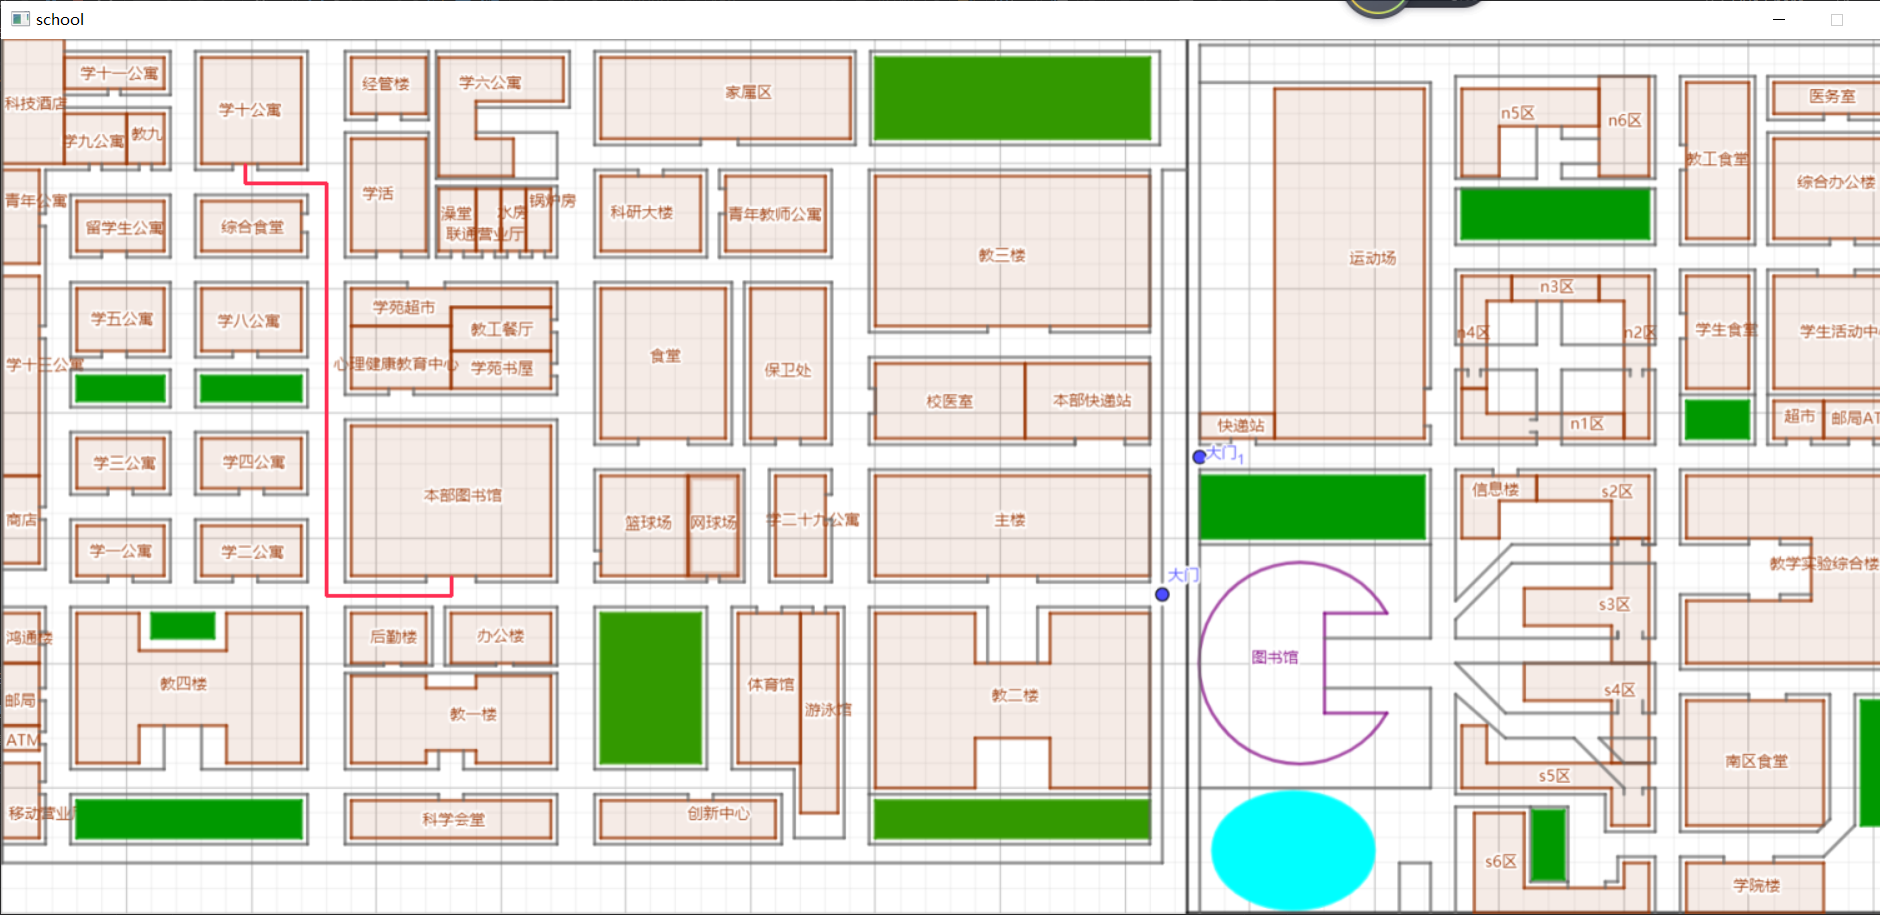 school
学十一公寓
科技酒店
学九公寓
教九
学十公寓
经管楼
学六公寓
家属区
n5区
n6区
医务室
教工食堂
综合办公楼
青年公寓
留学生公寓
综合食堂
学活
澡堂
水房
锅炉房
联通营业厅
科研大楼
青年教师公寓
教三楼
运动场
学五公寓
学八公寓
学苑超市
教工餐厅
心理健康教育中心
学苑书屋
食堂
保卫处
n3区
n4区
n2区
n1区
学生食堂
学生活动中
学十三公寓
校医室
本部快递站
快递站
超市
邮局AT
大门1
学三公寓
学四公寓
本部图书馆
篮球场
网球场
学二十九公寓
主楼
信息楼
s2区
商店
学一公寓
学二公寓
大门
教学实验综合楼
s3区
鸿通楼
后勤楼
办公楼
图书馆
教四楼
体育馆
教二楼
s4区
邮局
教一楼
游泳馆
ATM
s5区
南区食堂
移动营业厅
科学会堂
创新中心
s6区
学院楼